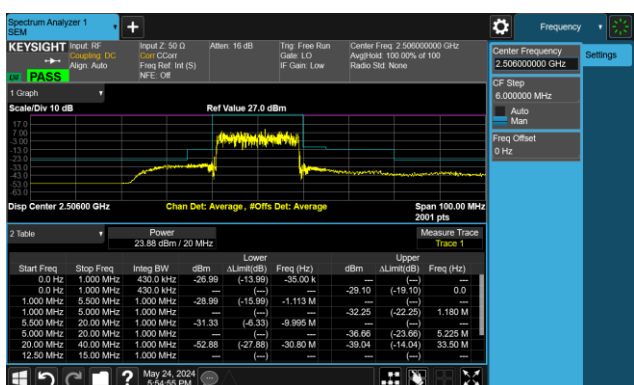 Spectrum Analyzer 1
SEM
Frequency
KEYSIGHT
Input: RF
Coupling: DC
Align: Auto
Input Z: 50 Ω
Corr CCorr
Freq Ref: Int (S)
NFE: Off
Atten: 16 dB
Trig: Free Run
Gate: LO
IF Gain: Low
Center Freq: 2.506000000 GHz
Avg|Hold: 100.00% of 100
Radio Std: None
PASS
Center Frequency
2.506000000 GHz
Settings
CF Step
6.000000 MHz
Auto
Man
Freq Offset
0 Hz
1 Graph
Scale/Div 10 dB
Ref Value 27.0 dBm
17.0
7.00
-3.00
-13.0
-23.0
-33.0
-43.0
-53.0
-63.0
Disp Center 2.50600 GHz
Chan Det: Average , #Offs Det: Average
Span 100.00 MHz
2001 pts
2 Table
Power
23.88 dBm / 20 MHz
Measure Trace
Trace 1
Lower Upper
Start Freq Stop Freq Integ BW dBm ΔLimit(dB) Freq (Hz) dBm ΔLimit(dB) Freq (Hz)
0.0 Hz 1.000 MHz 430.0 kHz -26.99 (-13.99) -35.00 k --- (---) ---
0.0 Hz 1.000 MHz 430.0 kHz --- (---) --- -29.10 (-19.10) 0.0
1.000 MHz 5.500 MHz 1.000 MHz -28.99 (-15.99) -1.113 M --- (---) ---
1.000 MHz 5.000 MHz 1.000 MHz --- (---) --- -32.25 (-22.25) 1.180 M
5.500 MHz 20.00 MHz 1.000 MHz -31.33 (-6.33) -9.995 M --- (---) ---
5.000 MHz 20.00 MHz 1.000 MHz --- (---) --- -36.66 (-23.66) 5.225 M
20.00 MHz 40.00 MHz 1.000 MHz -52.88 (-27.88) -30.80 M -39.04 (-14.04) 33.50 M
12.50 MHz 15.00 MHz 1.000 MHz --- (---) --- --- (---) ---
May 24, 2024
5:54:55 PM